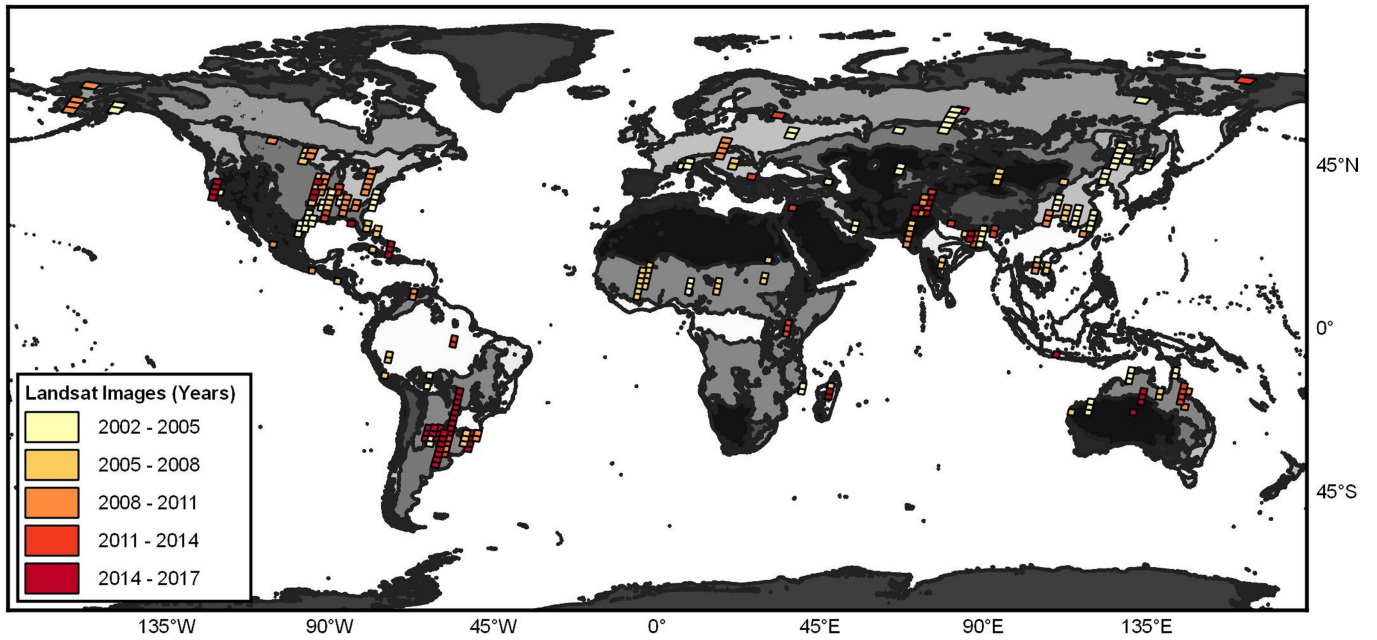 45°N
0°
45°S
Landsat Images (Years)
2002 - 2005
2005 - 2008
2008 - 2011
2011 - 2014
2014 - 2017
135°W
90°W
45°W
0°
45°E
90°E
135°E